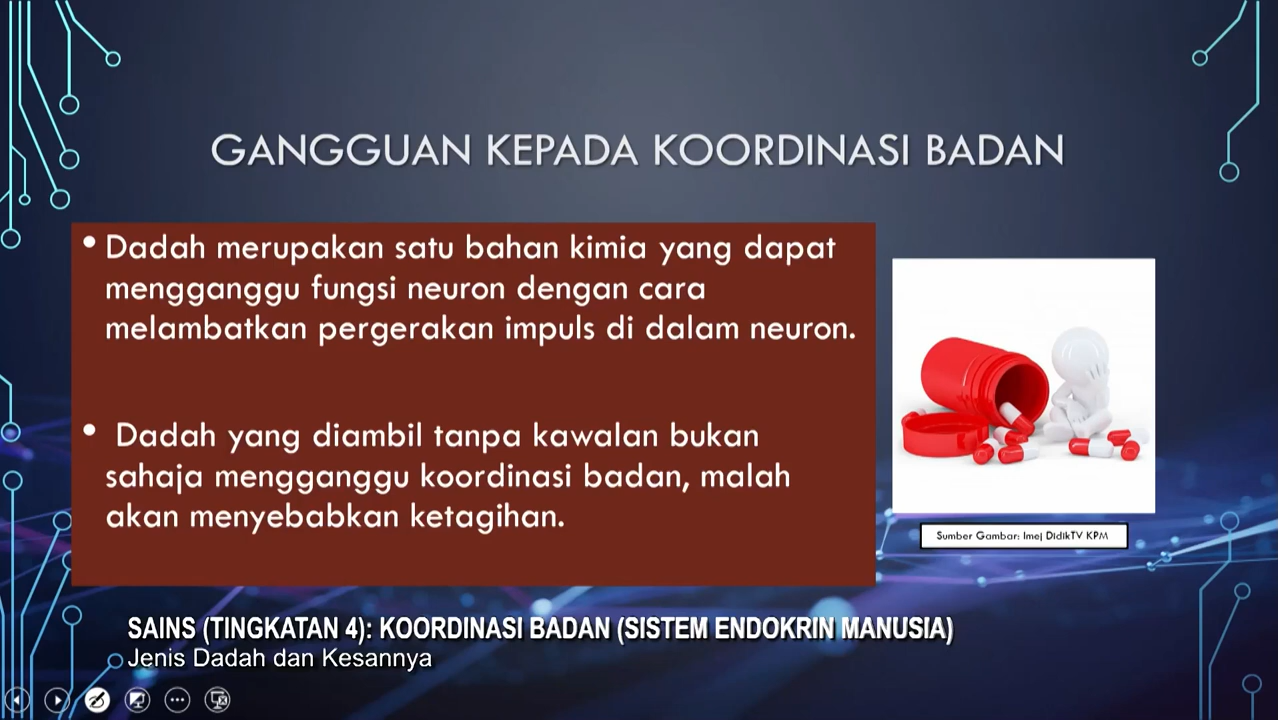 GANGGUAN KEPADA KOORDINASI BADAN
• Dadah merupakan satu bahan kimia yang dapat
mengganggu fungsi neuron dengan cara
melambatkan pergerakan impuls di dalam neuron.
• Dadah yang diambil tanpa kawalan bukan
sahaja mengganggu koordinasi badan, malah
akan menyebabkan ketagihan.
Sumber Gambar: Imej DidikTV KPM
SAINS (TINGKATAN 4): KOORDINASI BADAN (SISTEM ENDOKRIN MANUSIA)
Jenis Dadah dan Kesannya